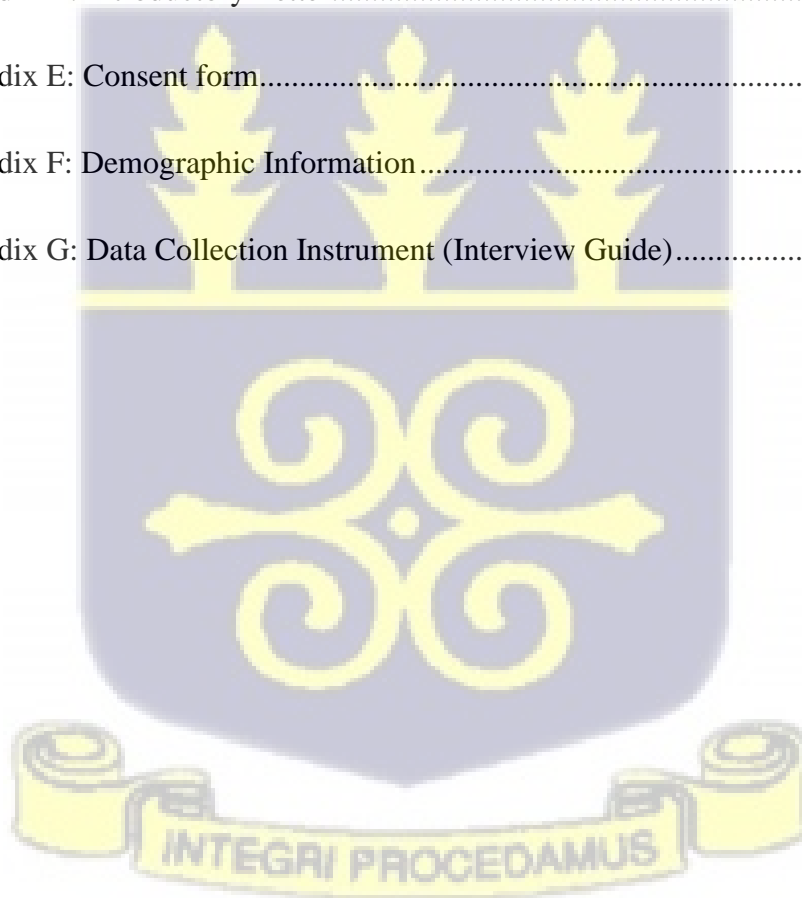 dix E: Consent form....................................................................
dix F: Demographic Information................................................
dix G: Data Collection Instrument (Interview Guide)................
INTEGRI PROCEDAMUS